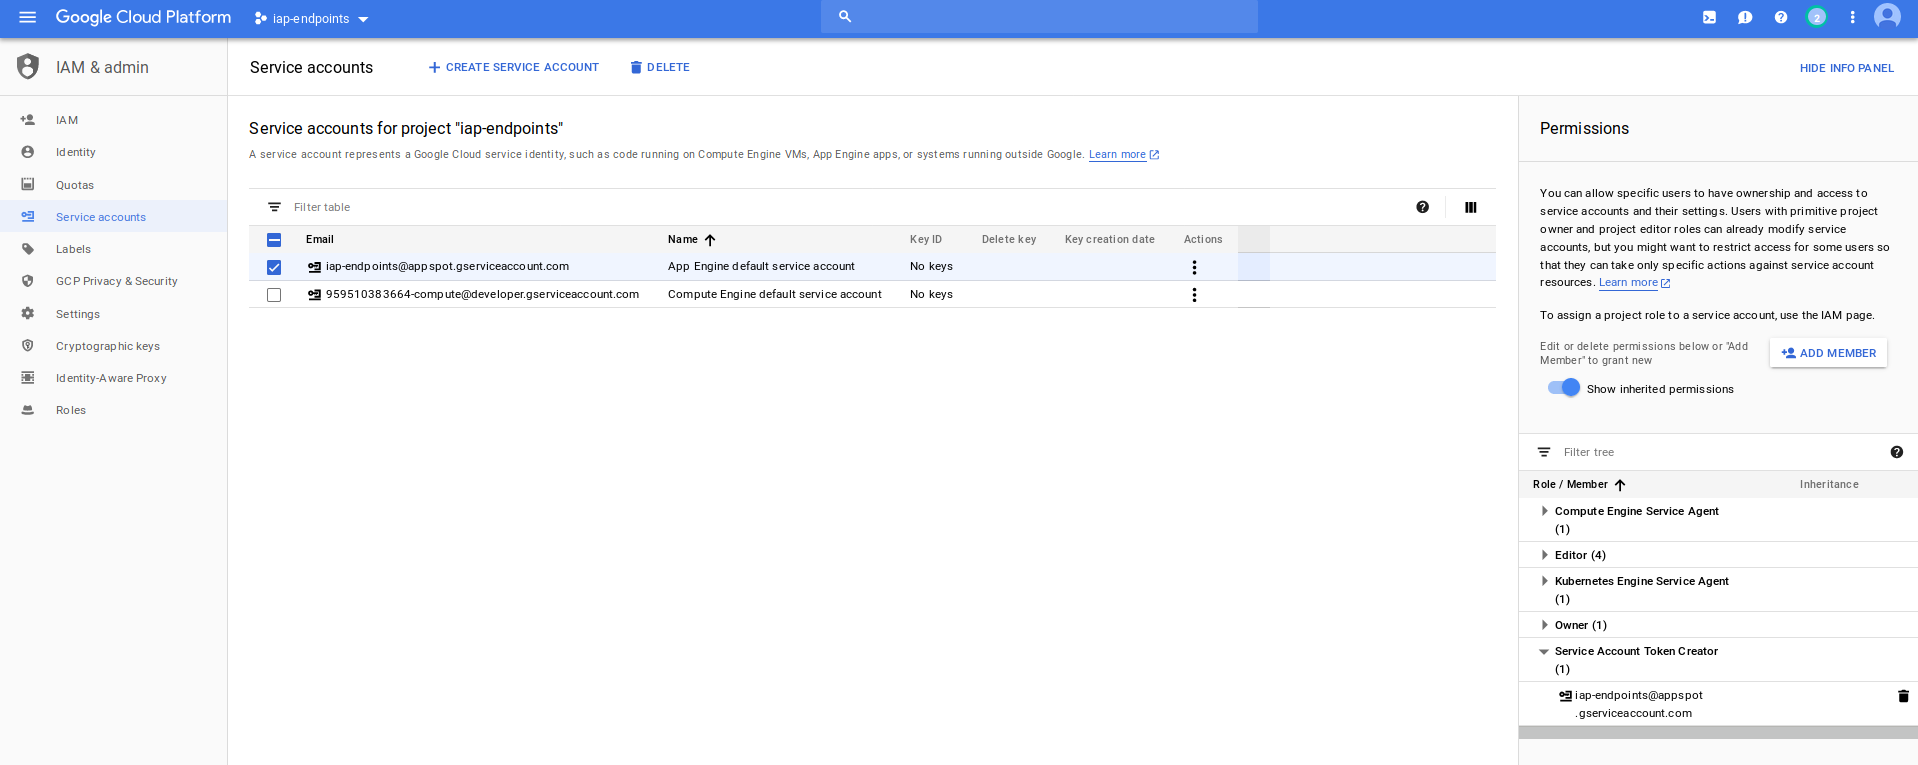 Google Cloud Platform
iap-endpoints
2
IAM & admin
Service accounts
CREATE SERVICE ACCOUNT
DELETE
HIDE INFO PANEL
IAM
Identity
Quotas
Service accounts
Labels
GCP Privacy & Security
Settings
Cryptographic keys
Identity-Aware Proxy
Roles
Service accounts for project "iap-endpoints"
A service account represents a Google Cloud service identity, such as code running on Compute Engine VMs, App Engine apps, or systems running outside Google. Learn more
Filter table
Email Name Key ID Delete key Key creation date Actions
iap-endpoints@appspot.gserviceaccount.com App Engine default service account No keys
959510383664-compute@developer.gserviceaccount.com Compute Engine default service account No keys
Permissions
You can allow specific users to have ownership and access to
service accounts and their settings. Users with primitive project
owner and project editor roles can already modify service
accounts, but you might want to restrict access for some users so
that they can take only specific actions against service account
resources. Learn more
To assign a project role to a service account, use the IAM page.
Edit or delete permissions below or "Add
Member" to grant new
ADD MEMBER
Show inherited permissions
Filter tree
Role / Member Inheritance
Compute Engine Service Agent
(1)
Editor (4)
Kubernetes Engine Service Agent
(1)
Owner (1)
Service Account Token Creator
(1)
iap-endpoints@appspot
.gserviceaccount.com